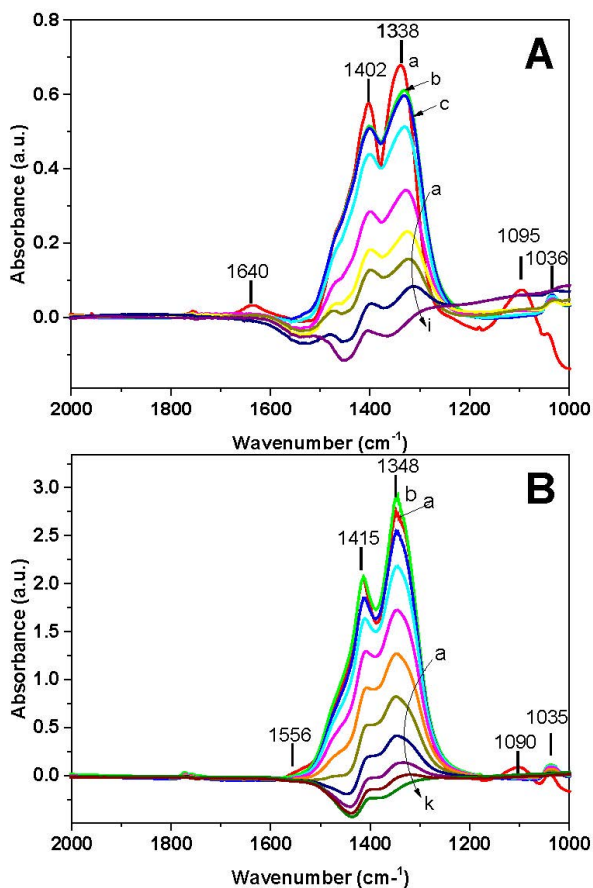 A
1338
1402
a
b
c
a
1640
1095
1036
i
Absorbance (a.u.)
0.8
0.6
0.4
0.2
0.0
2000 1800 1600 1400 1200 1000
Wavenumber (cm-1)
B
1348
b
a
1415
a
1556
1035
1090
k
Absorbance (a.u.)
3.0
2.5
2.0
1.5
1.0
0.5
0.0
2000 1800 1600 1400 1200 1000
Wavenumber (cm-1)